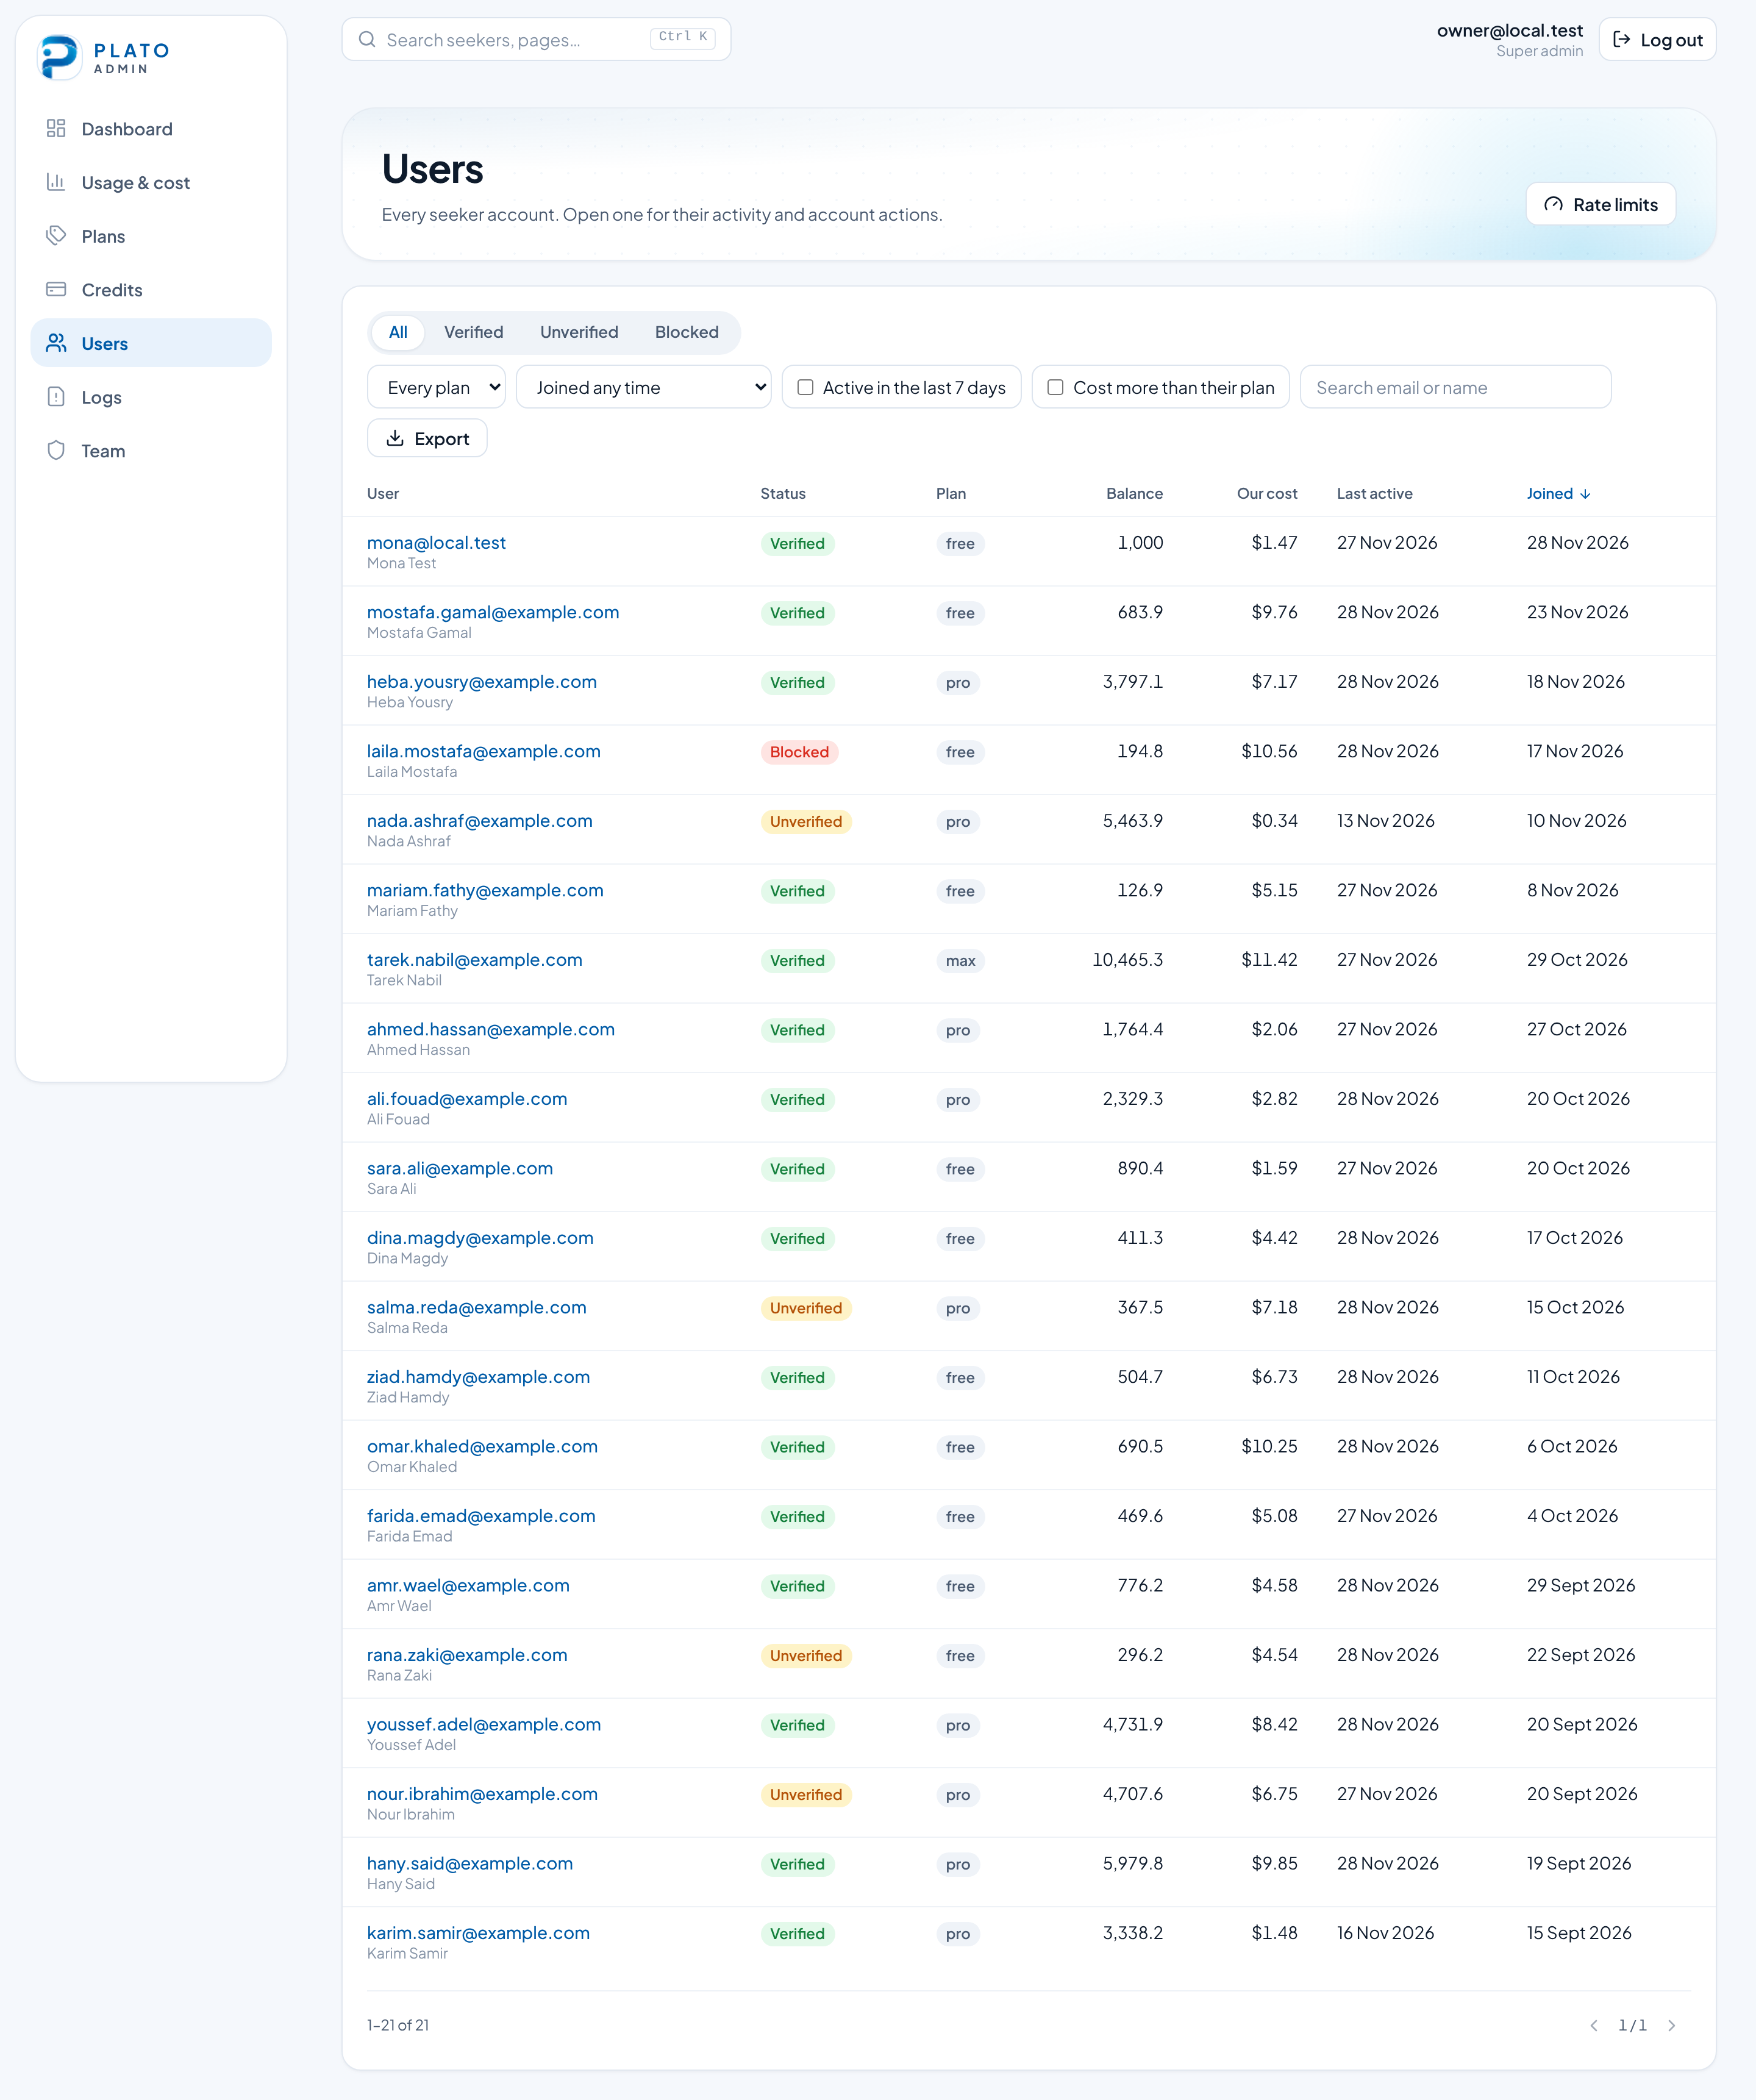 PLATO
ADMIN
Search seekers, pages... Ctrl K
owner@local.test
Super admin
Log out
Dashboard
Usage & cost
Plans
Credits
Users
Logs
Team
Users
Every seeker account. Open one for their activity and account actions.
Rate limits
All Verified Unverified Blocked
Every plan Joined any time Active in the last 7 days Cost more than their plan Search email or name
Export
User Status Plan Balance Our cost Last active Joined ↓
mona@local.test Verified free 1,000 $1.47 27 Nov 2026 28 Nov 2026
Mona Test
mostafa.gamal@example.com Verified free 683.9 $9.76 28 Nov 2026 23 Nov 2026
Mostafa Gamal
heba.yousry@example.com Verified pro 3,797.1 $7.17 28 Nov 2026 18 Nov 2026
Heba Yousry
laila.mostafa@example.com Blocked free 194.8 $10.56 28 Nov 2026 17 Nov 2026
Laila Mostafa
nada.ashraf@example.com Unverified pro 5,463.9 $0.34 13 Nov 2026 10 Nov 2026
Nada Ashraf
mariam.fathy@example.com Verified free 126.9 $5.15 27 Nov 2026 8 Nov 2026
Mariam Fathy
tarek.nabil@example.com Verified max 10,465.3 $11.42 27 Nov 2026 29 Oct 2026
Tarek Nabil
ahmed.hassan@example.com Verified pro 1,764.4 $2.06 27 Nov 2026 27 Oct 2026
Ahmed Hassan
ali.fouad@example.com Verified pro 2,329.3 $2.82 28 Nov 2026 20 Oct 2026
Ali Fouad
sara.ali@example.com Verified free 890.4 $1.59 27 Nov 2026 20 Oct 2026
Sara Ali
dina.magdy@example.com Verified free 411.3 $4.42 28 Nov 2026 17 Oct 2026
Dina Magdy
salma.reda@example.com Unverified pro 367.5 $7.18 28 Nov 2026 15 Oct 2026
Salma Reda
ziad.hamdy@example.com Verified free 504.7 $6.73 28 Nov 2026 11 Oct 2026
Ziad Hamdy
omar.khaled@example.com Verified free 690.5 $10.25 28 Nov 2026 6 Oct 2026
Omar Khaled
farida.emad@example.com Verified free 469.6 $5.08 27 Nov 2026 4 Oct 2026
Farida Emad
amr.wael@example.com Verified free 776.2 $4.58 28 Nov 2026 29 Sept 2026
Amr Wael
rana.zaki@example.com Unverified free 296.2 $4.54 28 Nov 2026 22 Sept 2026
Rana Zaki
youssef.adel@example.com Verified pro 4,731.9 $8.42 28 Nov 2026 20 Sept 2026
Youssef Adel
nour.ibrahim@example.com Unverified pro 4,707.6 $6.75 27 Nov 2026 20 Sept 2026
Nour Ibrahim
hany.said@example.com Verified pro 5,979.8 $9.85 28 Nov 2026 19 Sept 2026
Hany Said
karim.samir@example.com Verified pro 3,338.2 $1.48 16 Nov 2026 15 Sept 2026
Karim Samir
1–21 of 21
1 / 1